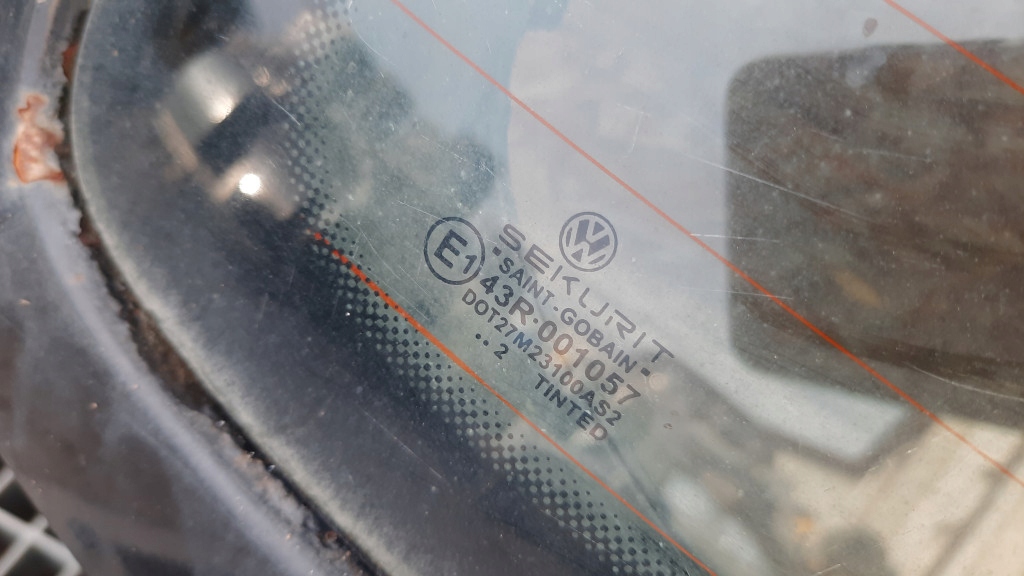 VW
SEKURIT
-SAINT-GOBAIN-
E1
43R-001057
DOT27M23100AS2
.. 2
TINTED